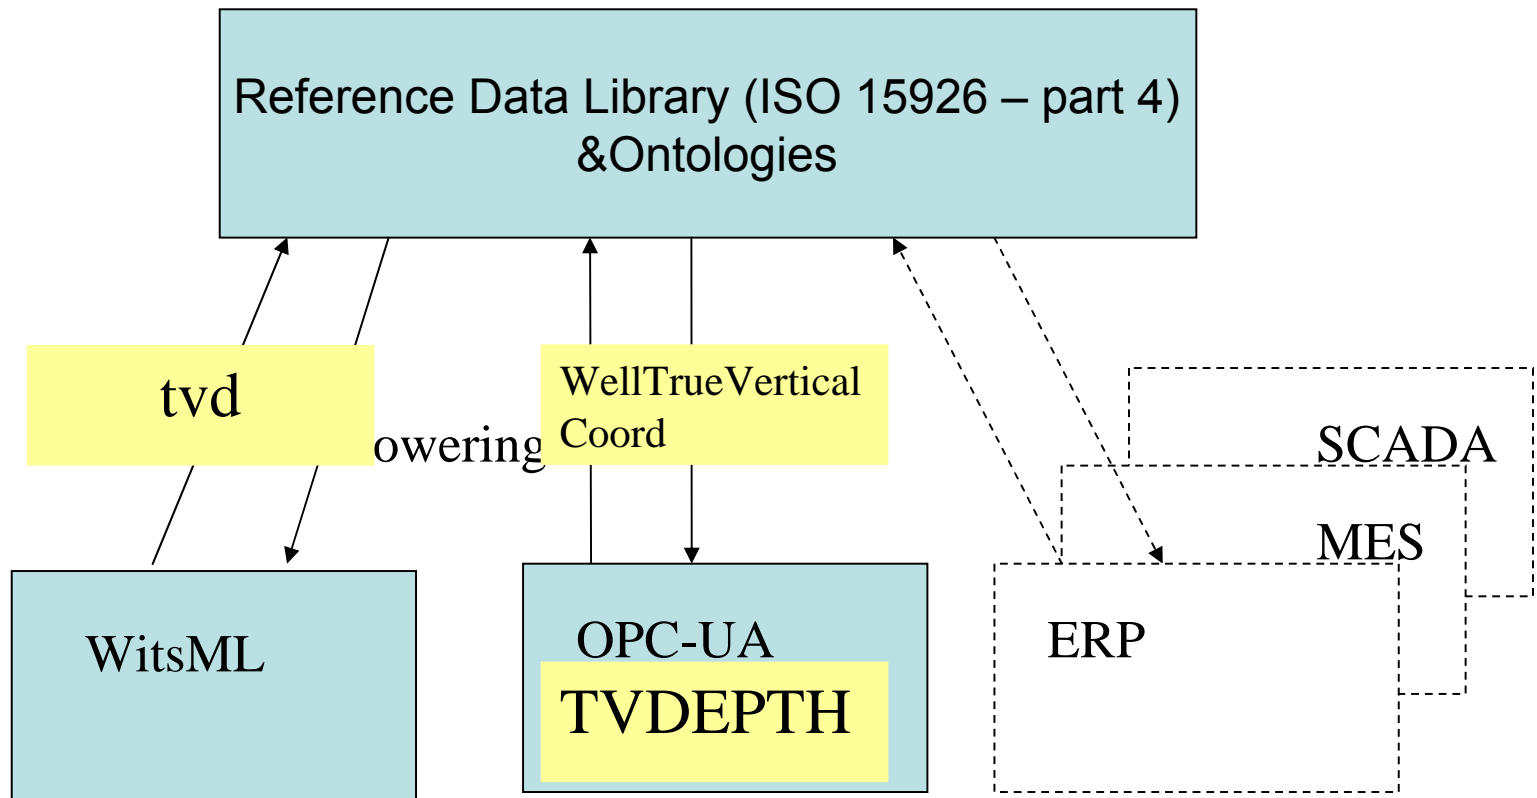 Reference Data Library (ISO 15926 – part 4)
&Ontologies
tvd
WellTrueVertical
Coord
owering
SCADA
MES
WitsML
OPC-UA
ERP
TVDEPTH